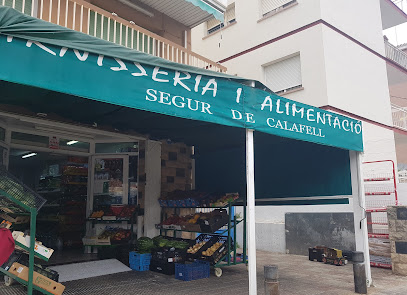 RNISSERIA I ALIMENTACIÓ
SEGUR DE CALAFELL